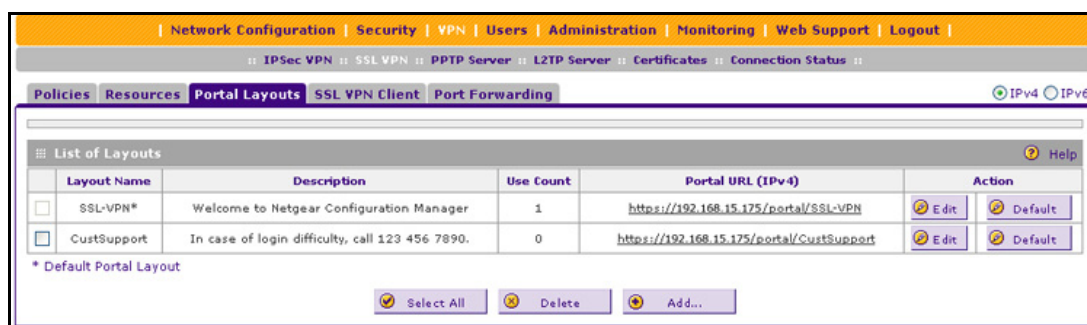 | Network Configuration | Security | VPN | Users | Administration | Monitoring | Web Support | Logout |
:: IPSec VPN :: SSL VPN :: PPTP Server :: L2TP Server :: Certificates :: Connection Status ::
Policies Resources Portal Layouts SSL VPN Client Port Forwarding IPv4 IPv6
List of Layouts Help
Layout Name Description Use Count Portal URL (IPv4) Action
SSL-VPN* Welcome to Netgear Configuration Manager 1 https://192.168.15.175/portal/SSL-VPN Edit Default
CustSupport In case of login difficulty, call 123 456 7890. 0 https://192.168.15.175/portal/CustSupport Edit Default
* Default Portal Layout
Select All Delete Add...